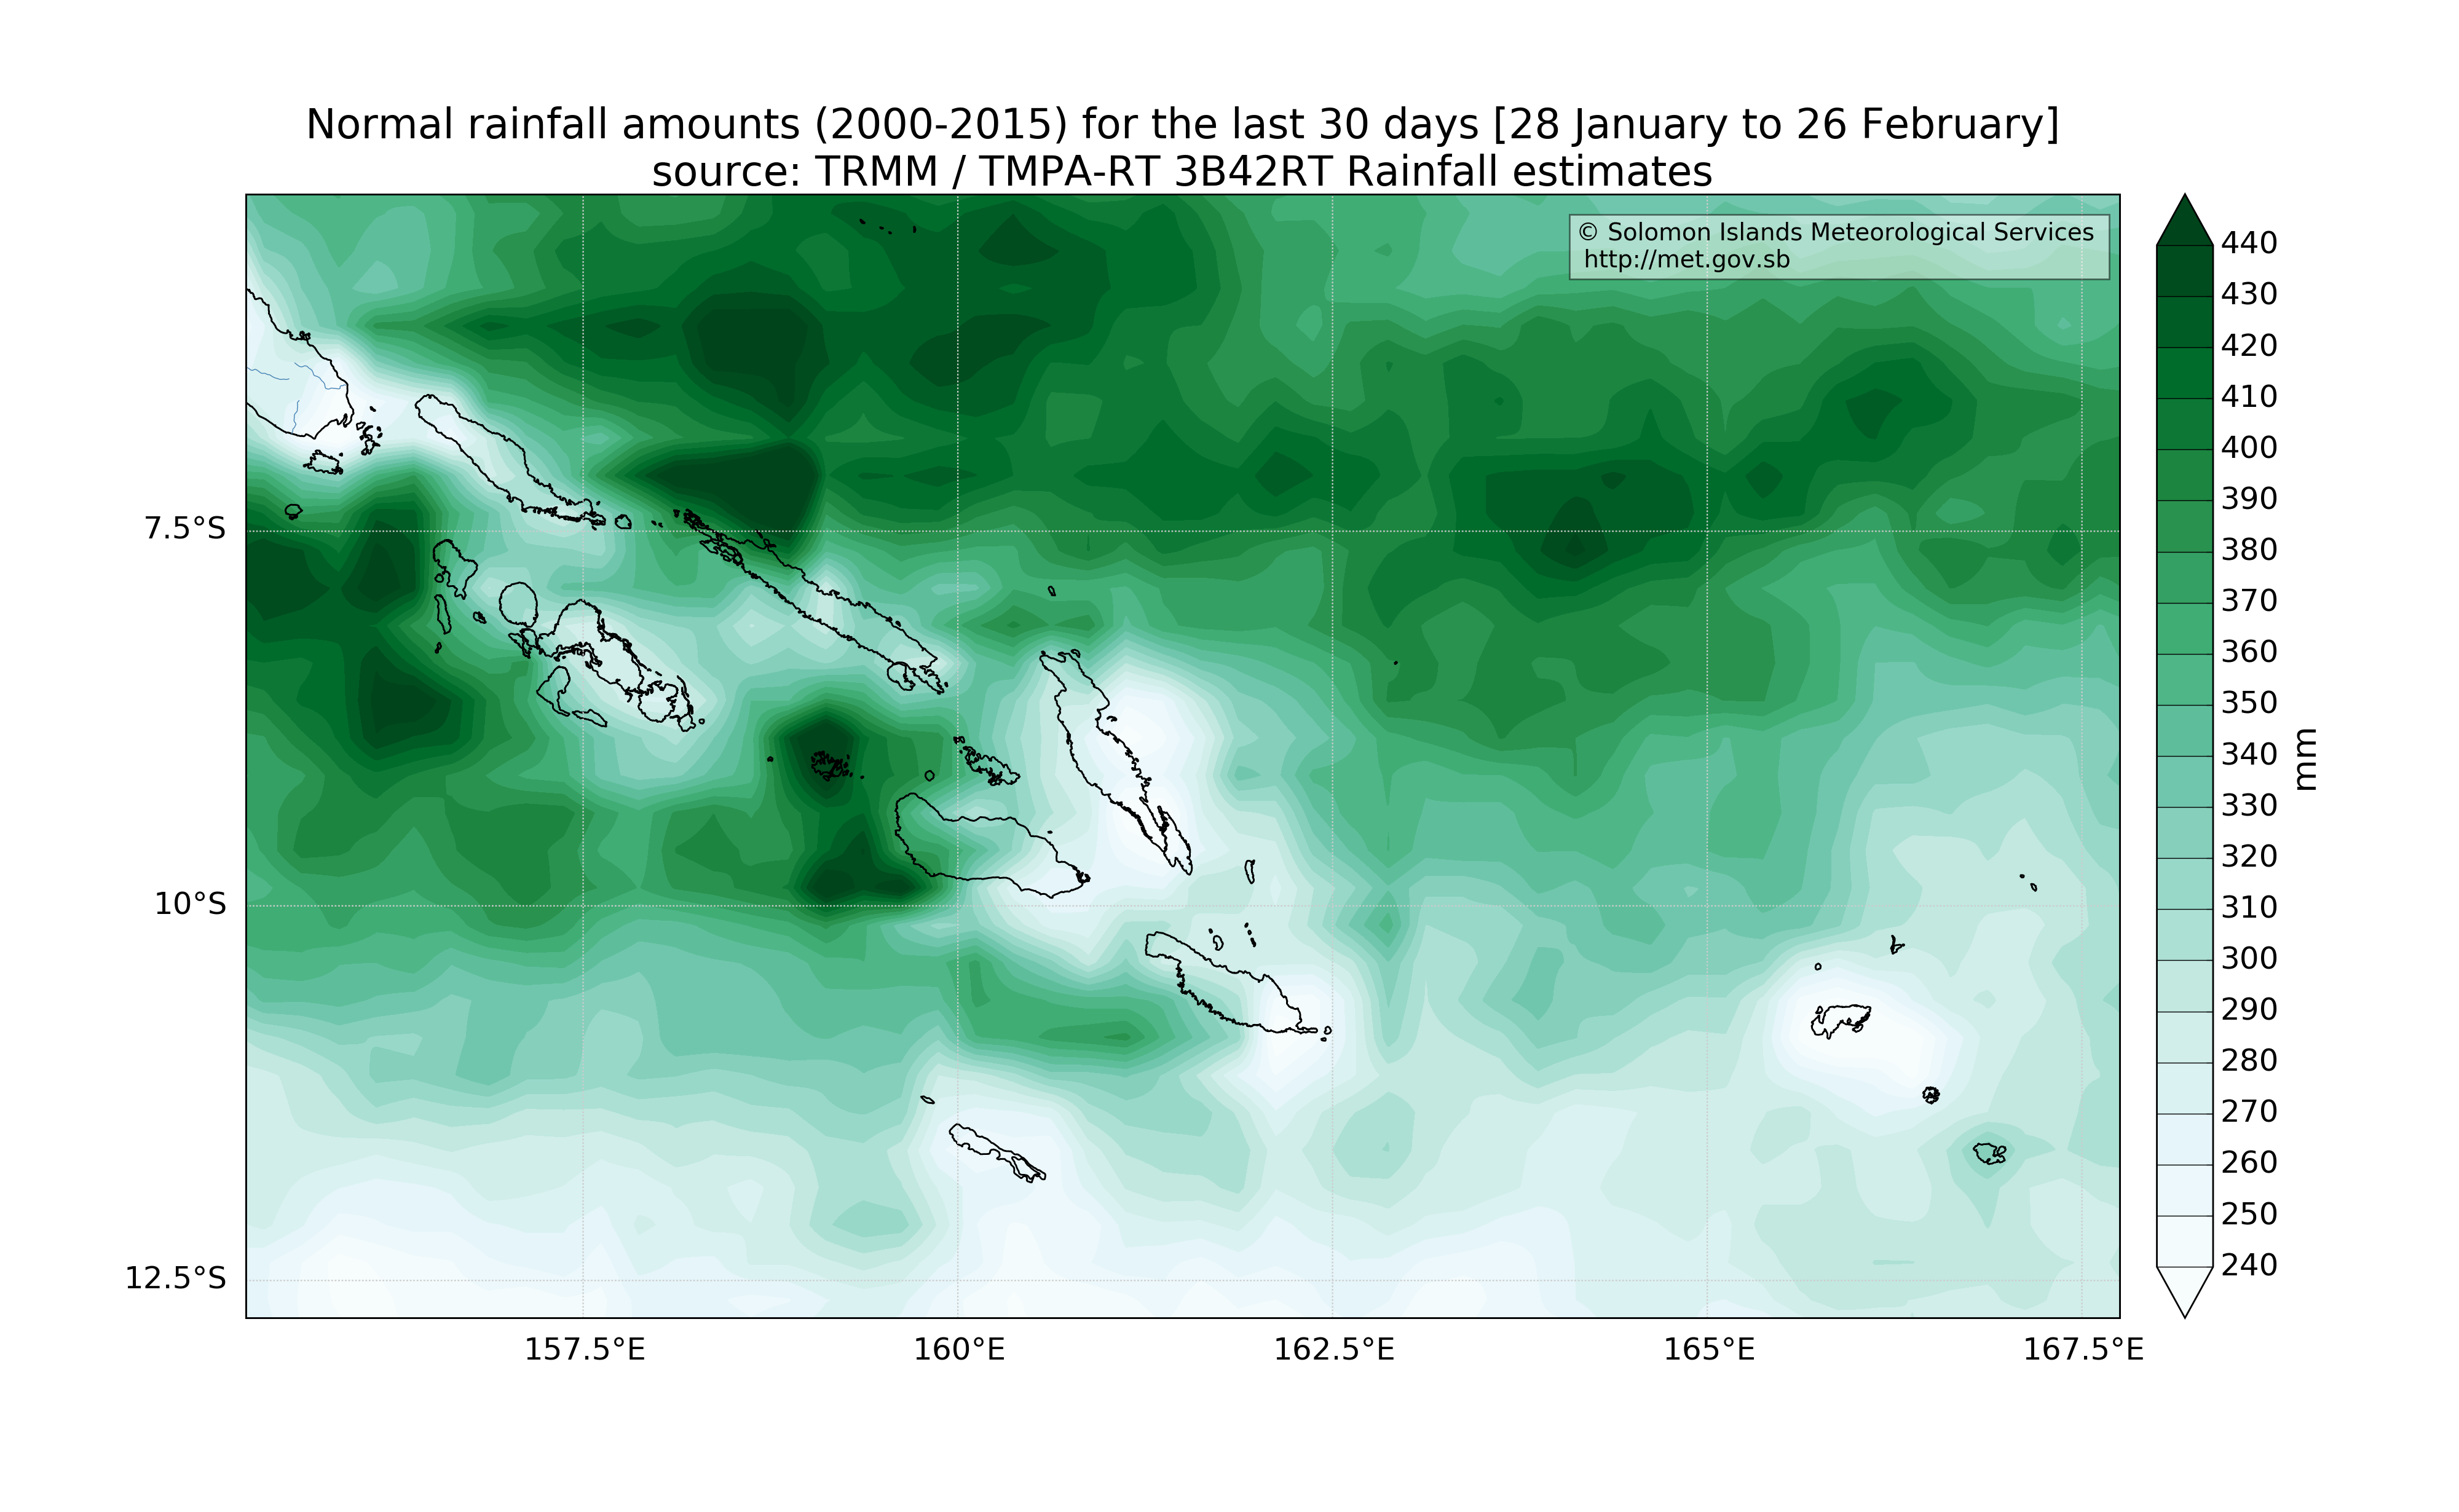 Normal rainfall amounts (2000-2015) for the last 30 days [28 January to 26 February]
source: TRMM / TMPA-RT 3B42RT Rainfall estimates
© Solomon Islands Meteorological Services
http://met.gov.sb
7.5°S
10°S
12.5°S
157.5°E
160°E
162.5°E
165°E
167.5°E
440
430
420
410
400
390
380
370
360
350
340
330
320
310
300
290
280
270
260
250
240
mm